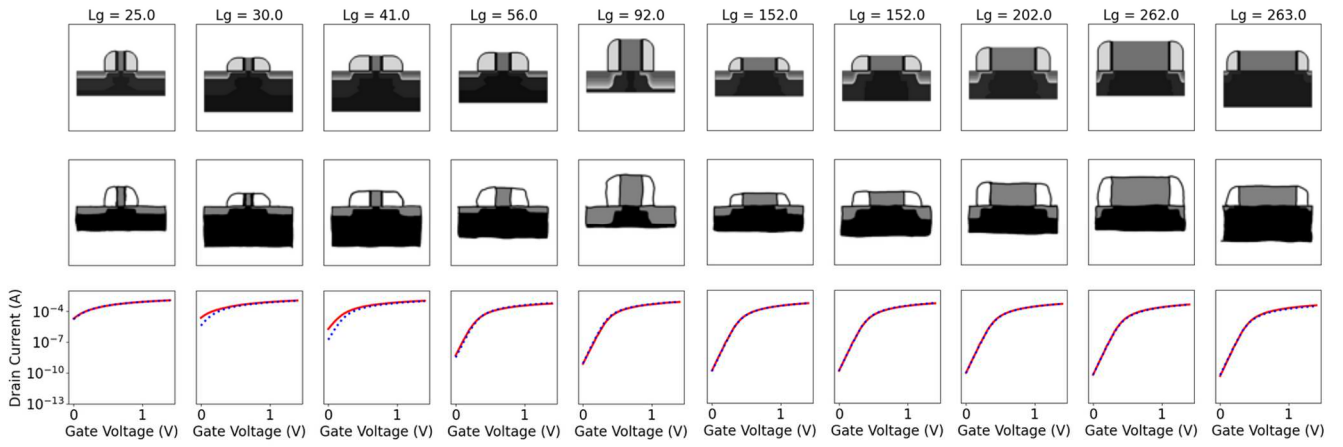 Lg = 25.0 Lg = 30.0 Lg = 41.0 Lg = 56.0 Lg = 92.0 Lg = 152.0 Lg = 152.0 Lg = 202.0 Lg = 262.0 Lg = 263.0
Drain Current (A)
10⁻⁴
10⁻⁷
10⁻¹⁰
10⁻¹³
0 1 0 1 0 1 0 1 0 1 0 1 0 1 0 1 0 1 0 1
Gate Voltage (V) Gate Voltage (V) Gate Voltage (V) Gate Voltage (V) Gate Voltage (V) Gate Voltage (V) Gate Voltage (V) Gate Voltage (V) Gate Voltage (V) Gate Voltage (V)